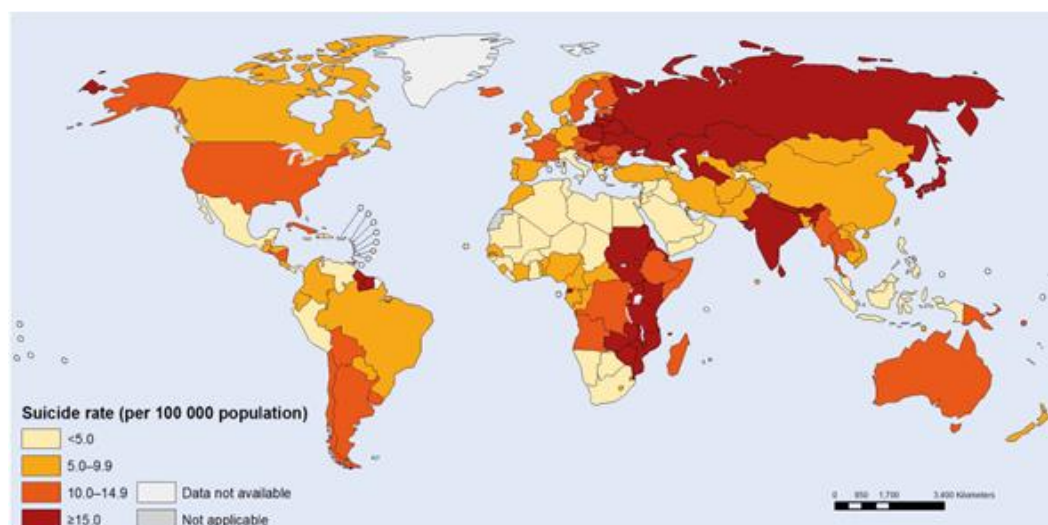 Suicide rate (per 100 000 population)
<5.0
5.0–9.9
10.0–14.9
≥15.0
Data not available
Not applicable
0 850 1,700 3,400 Kilometers